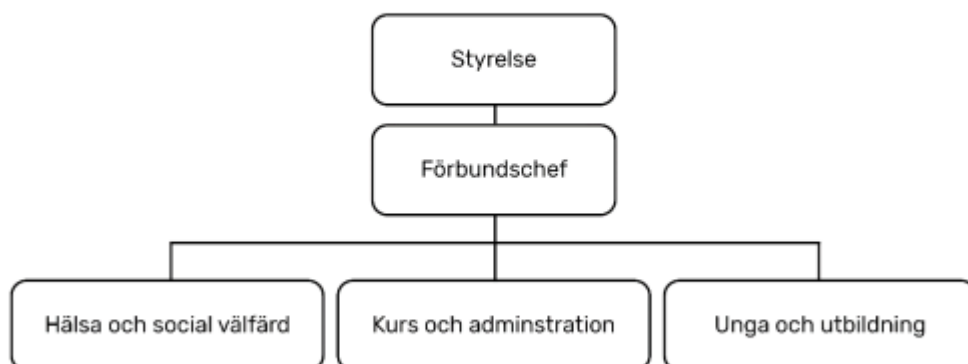 Styrelse
Förbundschef
Hälsa och social välfärd
Kurs och adminstration
Unga och utbildning